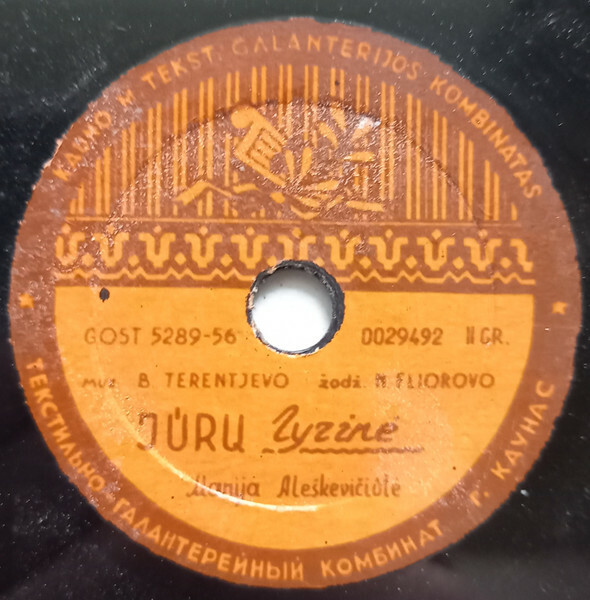 KAUNO M. TEKST. GALANTERIJOS KOMBINATAS
GOST 5289-56 0029492 II GR.
muz. B. TERENTJEVO žodž. N. FLIOROVO
JŪRŲ Lyrinė
Marija Aleškevičiūtė
ТЕКСТИЛЬНО-ГАЛАНТЕРЕЙНЫЙ КОМБИНАТ Г. КАУНАС